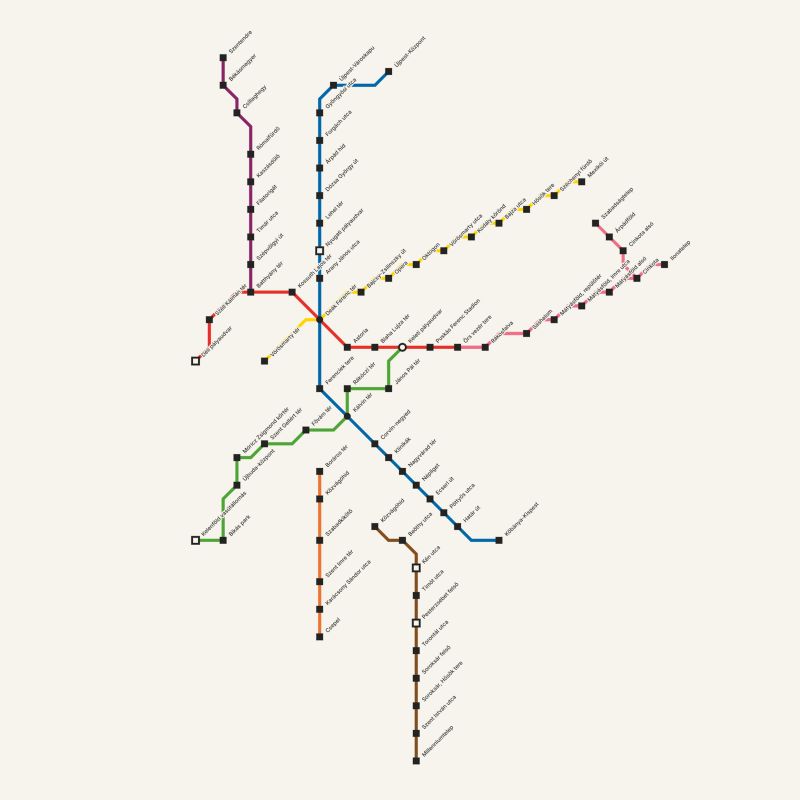 Szentendre
Békásmegyer
Csillaghegy
Rómaifürdő
Kaszásdűlő
Filatorigát
Tímár utca
Szépvölgyi út
Batthyány tér
Kossuth Lajos tér
Széll Kálmán tér
Déli pályaudvar
Újpest-Központ
Újpest-Városkapu
Gyöngyösi utca
Forgách utca
Árpád híd
Dózsa György út
Lehel tér
Nyugati pályaudvar
Arany János utca
Deák Ferenc tér
Vörösmarty tér
Bajcsy-Zsilinszky út
Opera
Oktogon
Vörösmarty utca
Kodály körönd
Bajza utca
Hősök tere
Széchenyi fürdő
Mexikói út
Szabadságtelep
Árpádföld
Cinkota alsó
Ilonatelep
Cinkota
Mátyásföld alsó
Mátyásföld, Imre utca
Mátyásföld, repülőtér
Sashalom
Rákosfalva
Örs vezér tere
Puskás Ferenc Stadion
Keleti pályaudvar
Blaha Lujza tér
Astoria
Ferenciek tere
Rákóczi tér
János Pál tér
Kálvin tér
Fővám tér
Szent Gellért tér
Móricz Zsigmond körtér
Újbuda-központ
Bikás park
Kelenföld vasútállomás
Corvin-negyed
Klinikák
Nagyvárad tér
Népliget
Ecseri út
Pöttyös utca
Határ út
Kőbánya-Kispest
Boráros tér
Közvágóhíd
Szabadkikötő
Szent Imre tér
Karácsony Sándor utca
Csepel
Közvágóhíd
Beöthy utca
Kén utca
Timót utca
Pesterzsébet felső
Torontál utca
Soroksár felső
Soroksár, Hősök tere
Szent István utca
Millenniumtelep